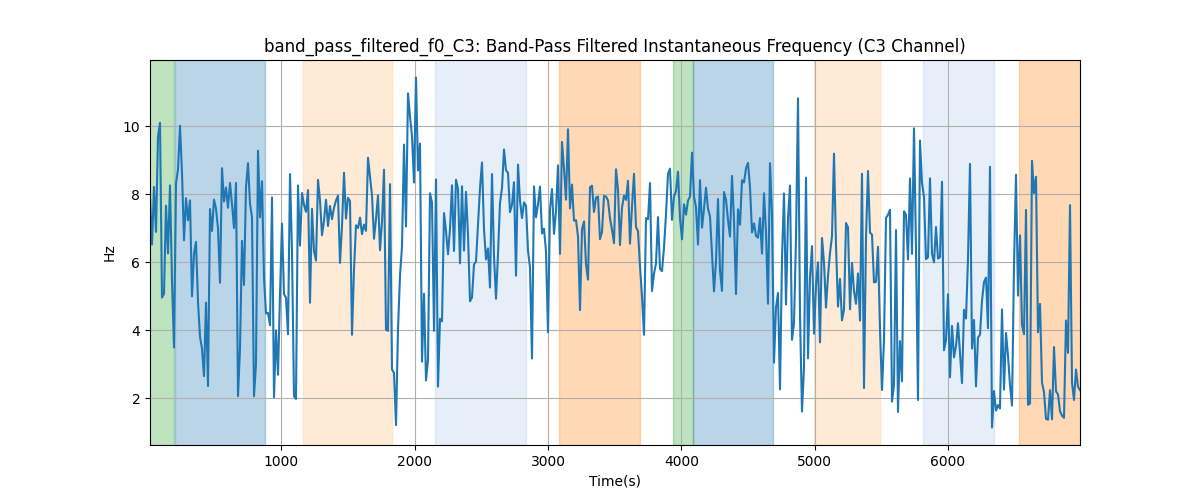 band_pass_filtered_f0_C3: Band-Pass Filtered Instantaneous Frequency (C3 Channel)
10
8
6
4
2
Hz
1000 2000 3000 4000 5000 6000
Time(s)